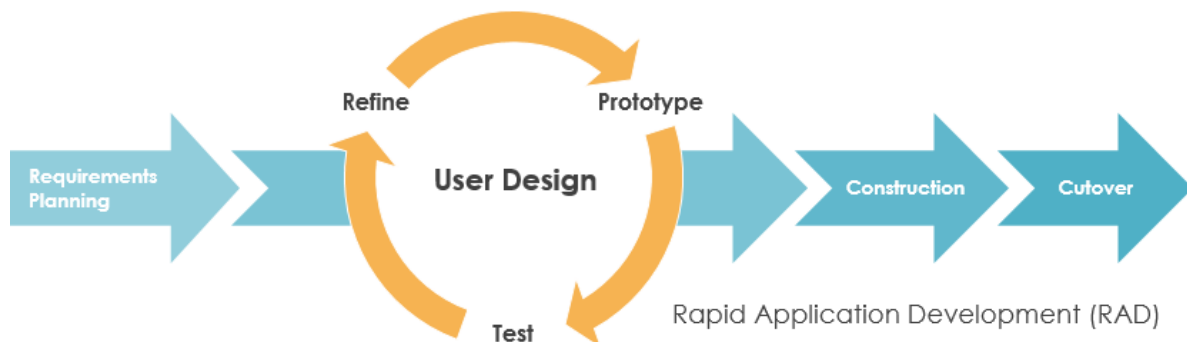 Refine
Prototype
Requirements
Planning
User Design
Construction
Cutover
Test
Rapid Application Development (RAD)